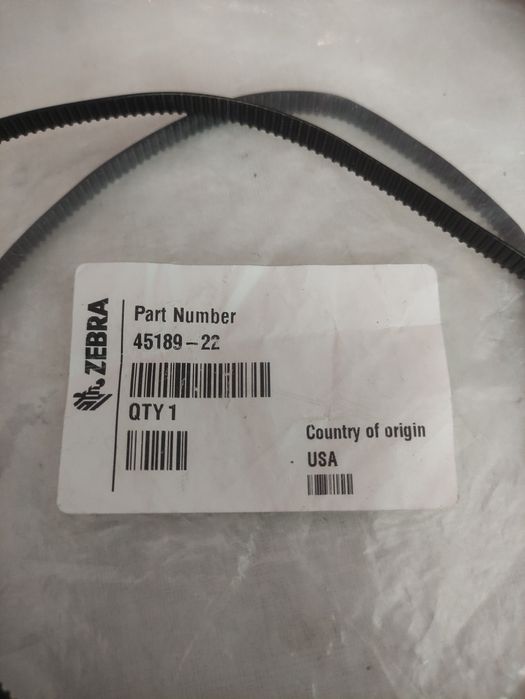 ZEBRA
Part Number
45189-22
QTY 1
Country of origin
USA